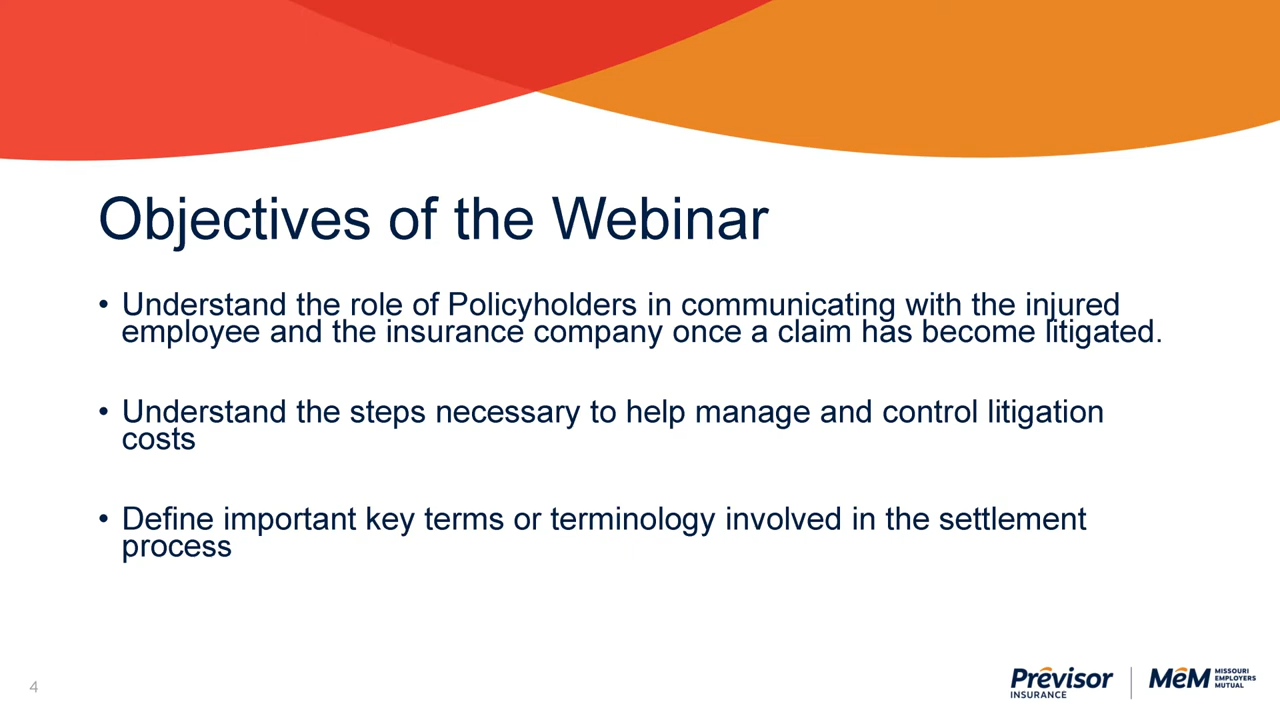 Objectives of the Webinar
• Understand the role of Policyholders in communicating with the injured
employee and the insurance company once a claim has become litigated.
• Understand the steps necessary to help manage and control litigation
costs
• Define important key terms or terminology involved in the settlement
process
4
Prēvisor
INSURANCE
MēM
MISSOURI
EMPLOYERS
MUTUAL